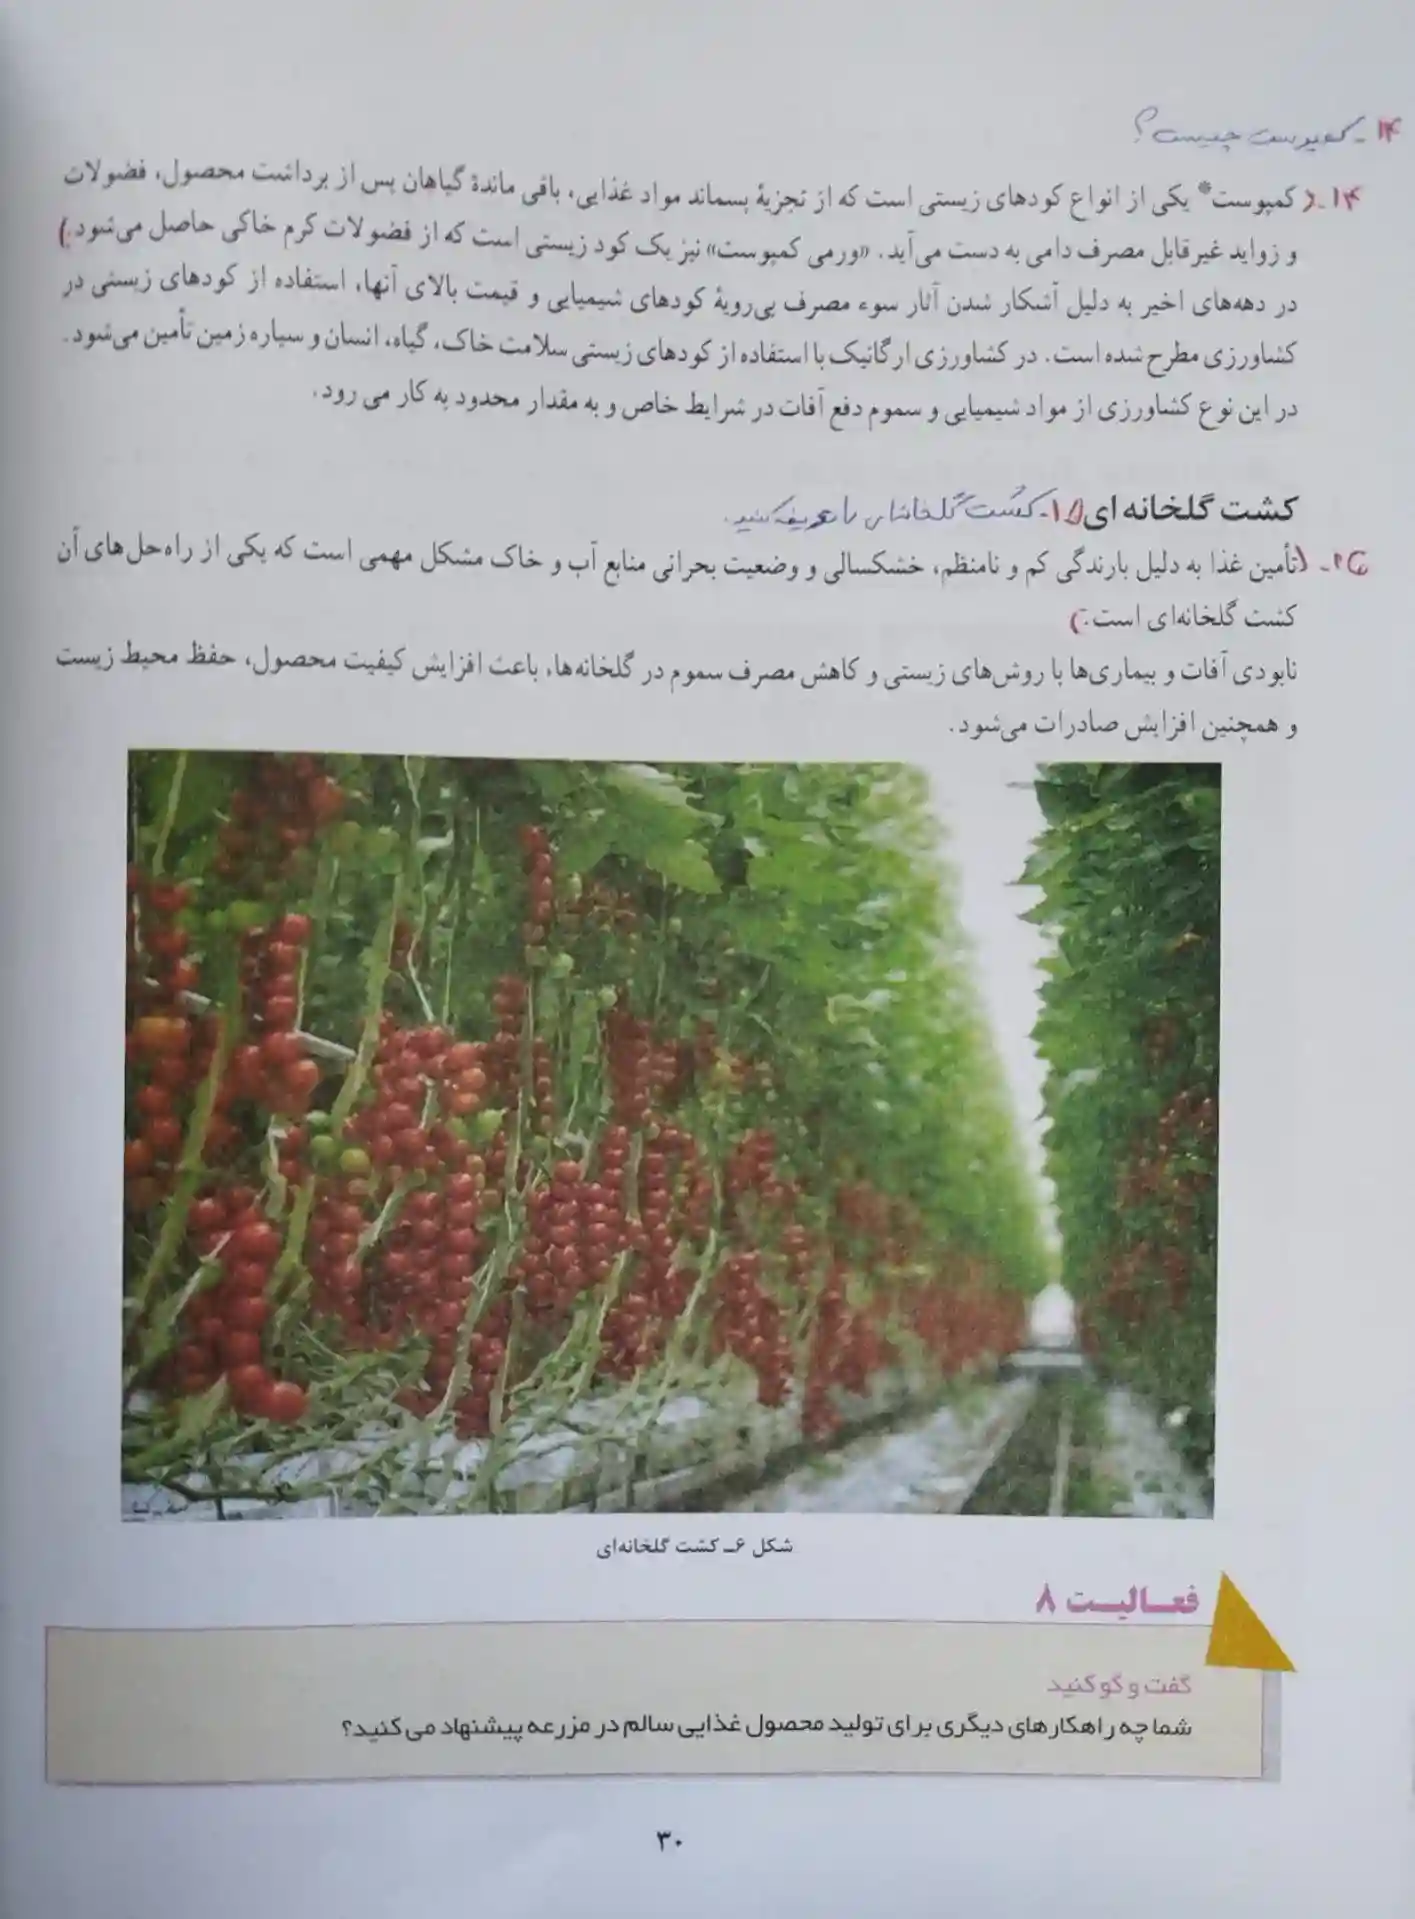 ۱۴ - کمپوست چیست؟
۱۴ـ ( کمپوست* یکی از انواع کودهای زیستی است که از تجزیهٔ پسماند مواد غذایی، باقی ماندهٔ گیاهان پس از برداشت محصول، فضولات
و زواید غیرقابل مصرف دامی به دست می‌آید. «ورمی کمپوست» نیز یک کود زیستی است که از فضولات کرم خاکی حاصل می‌شود.)
در دهه‌های اخیر به دلیل آشکار شدن آثار سوء مصرف بی‌رویهٔ کودهای شیمیایی و قیمت بالای آنها، استفاده از کودهای زیستی در
کشاورزی مطرح شده است. در کشاورزی ارگانیک با استفاده از کودهای زیستی سلامت خاک، گیاه، انسان و سیاره زمین تأمین می‌شود.
در این نوع کشاورزی از مواد شیمیایی و سموم دفع آفات در شرایط خاص و به مقدار محدود به کار می رود.
کشت گلخانه ای ۱۵ـ کشت گلخانه‌ای را تعریف کنید.
(تأمین غذا به دلیل بارندگی کم و نامنظم، خشکسالی و وضعیت بحرانی منابع آب و خاک مشکل مهمی است که یکی از راه‌حل‌های آن
کشت گلخانه‌ای است.)
نابودی آفات و بیماری‌ها با روش‌های زیستی و کاهش مصرف سموم در گلخانه‌ها، باعث افزایش کیفیت محصول، حفظ محیط زیست
و همچنین افزایش صادرات می‌شود.
شکل ۶ـ کشت گلخانه‌ای
فعـالیـت ۸
گفت و گو کنید
شما چه راهکارهای دیگری برای تولید محصول غذایی سالم در مزرعه پیشنهاد می کنید؟
۳۰